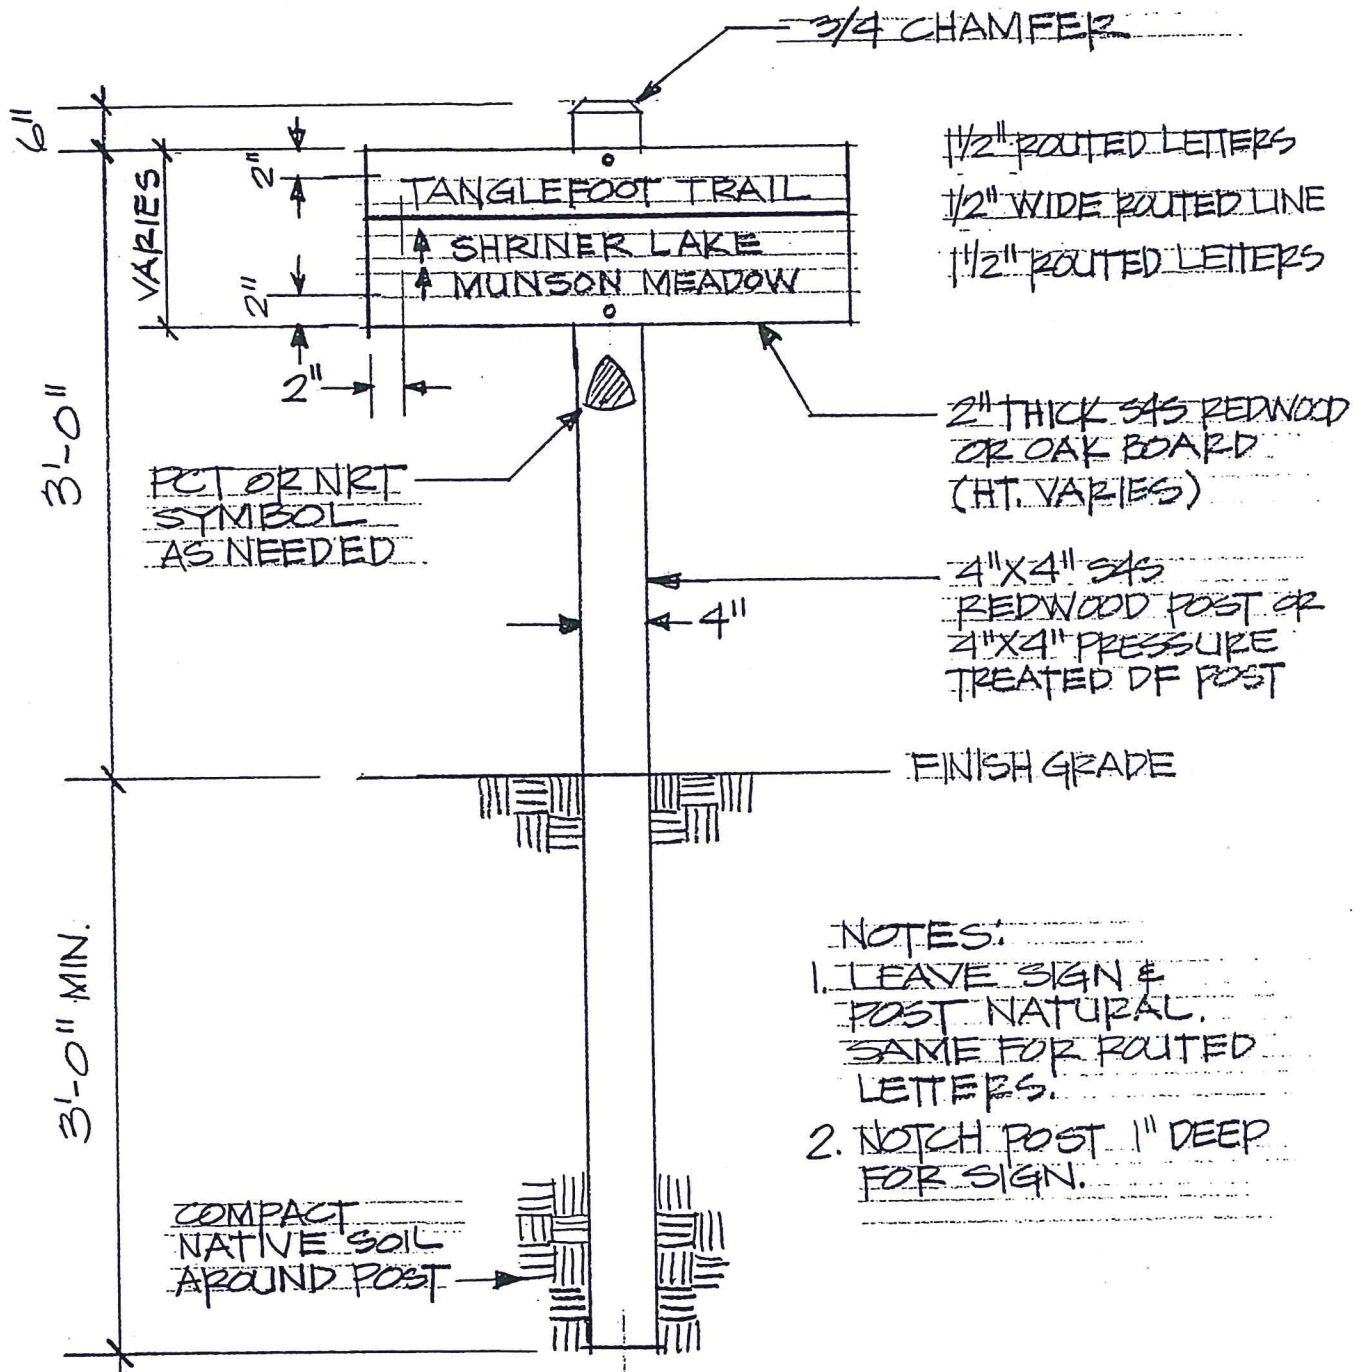 3/4 CHAMFER
6"
VARIES
2"
2"
2"
3'-0"
TANGLEFOOT TRAIL
SHRINER LAKE
MUNSON MEADOW
1 1/2" ROUTED LETTERS
1/2" WIDE ROUTED LINE
1 1/2" ROUTED LETTERS
2" THICK S4S REDWOOD
OR OAK BOARD
(HT. VARIES)
PCT OR NRT
SYMBOL
AS NEEDED
4"X4" S4S
REDWOOD POST OR
4"X4" PRESSURE
TREATED DF POST
4"
FINISH GRADE
3'-0" MIN.
NOTES:
1. LEAVE SIGN &
POST NATURAL.
SAME FOR ROUTED
LETTERS.
2. NOTCH POST 1" DEEP
FOR SIGN.
COMPACT
NATIVE SOIL
AROUND POST